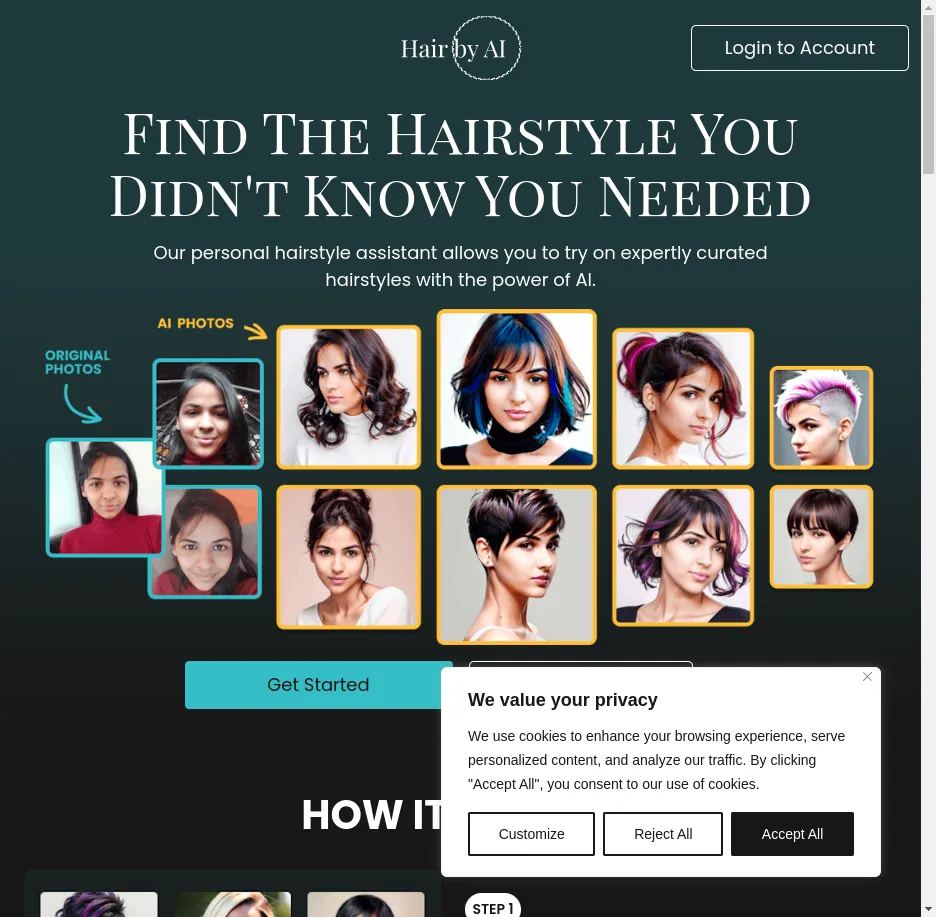 Hair by AI
Login to Account
Find The Hairstyle You
Didn't Know You Needed
Our personal hairstyle assistant allows you to try on expertly curated
hairstyles with the power of AI.
AI PHOTOS
ORIGINAL
PHOTOS
Get Started
We value your privacy
We use cookies to enhance your browsing experience, serve
personalized content, and analyze our traffic. By clicking
"Accept All", you consent to our use of cookies.
Customize
Reject All
Accept All
HOW IT
STEP 1